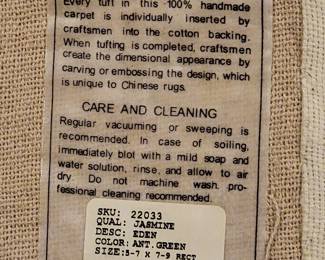 Every tuft in this 100% handmade
carpet is individually inserted by
craftsmen into the cotton backing.
When tufting is completed, craftsmen
create the dimensional appearance by
carving or embossing the design, which
is unique to Chinese rugs.
CARE AND CLEANING
Regular vacuuming or sweeping is
recommended. In case of soiling,
immediately blot with a mild soap and
water solution, rinse, and allow to air
dry. Do not machine wash. pro-
fessional cleaning recommended.
SKU: 22033
QUAL: JASMINE
DESC: EDEN
COLOR: ANT.GREEN
SIZE:5-7 X 7-9 RECT